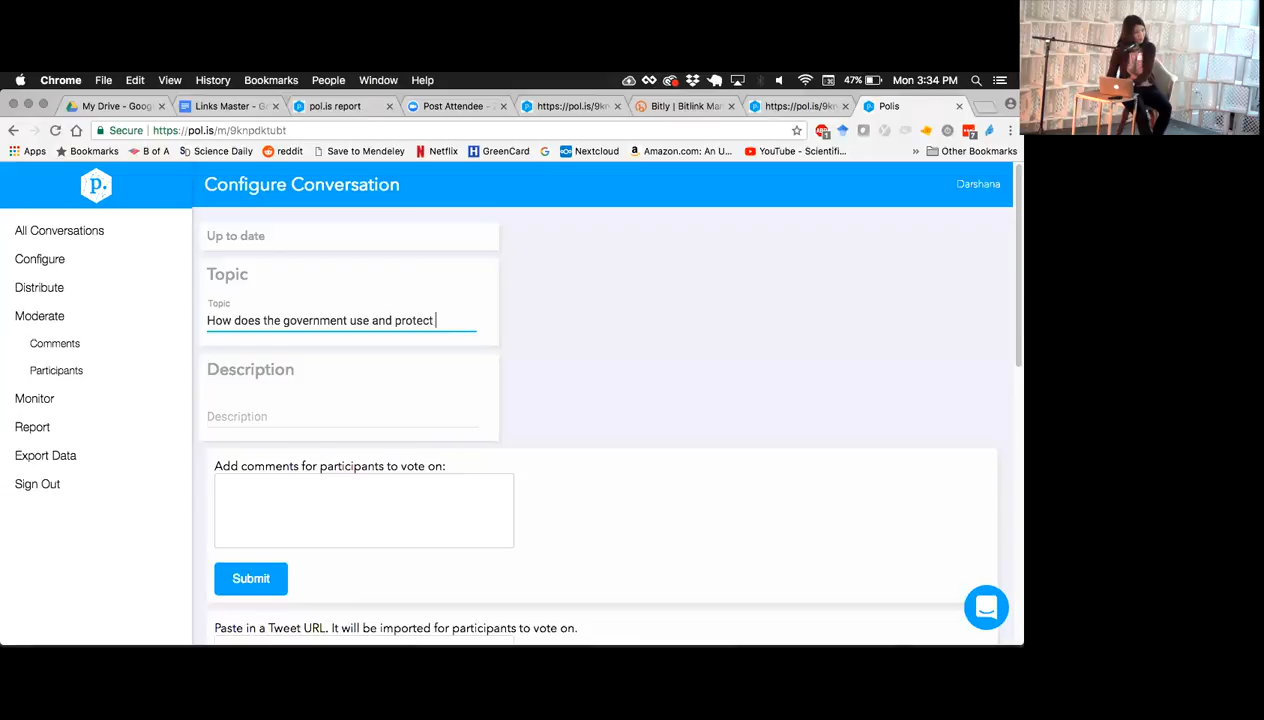 Chrome File Edit View History Bookmarks People Window Help 47% Mon 3:34 PM
My Drive - Goog Links Master - G pol.is report Post Attendee - Z https://pol.is/9kn Bitly | Bitlink Man https://pol.is/9kn Polis
Secure https://pol.is/m/9knpdktubt
Apps Bookmarks B of A Science Daily reddit Save to Mendeley Netflix GreenCard Nextcloud Amazon.com: An U... YouTube - Scientifi... » Other Bookmarks
p. Configure Conversation Darshana
All Conversations
Configure
Distribute
Moderate
Comments
Participants
Monitor
Report
Export Data
Sign Out
Up to date
Topic
Topic
How does the government use and protect
Description
Description
Add comments for participants to vote on:
Submit
Paste in a Tweet URL. It will be imported for participants to vote on.